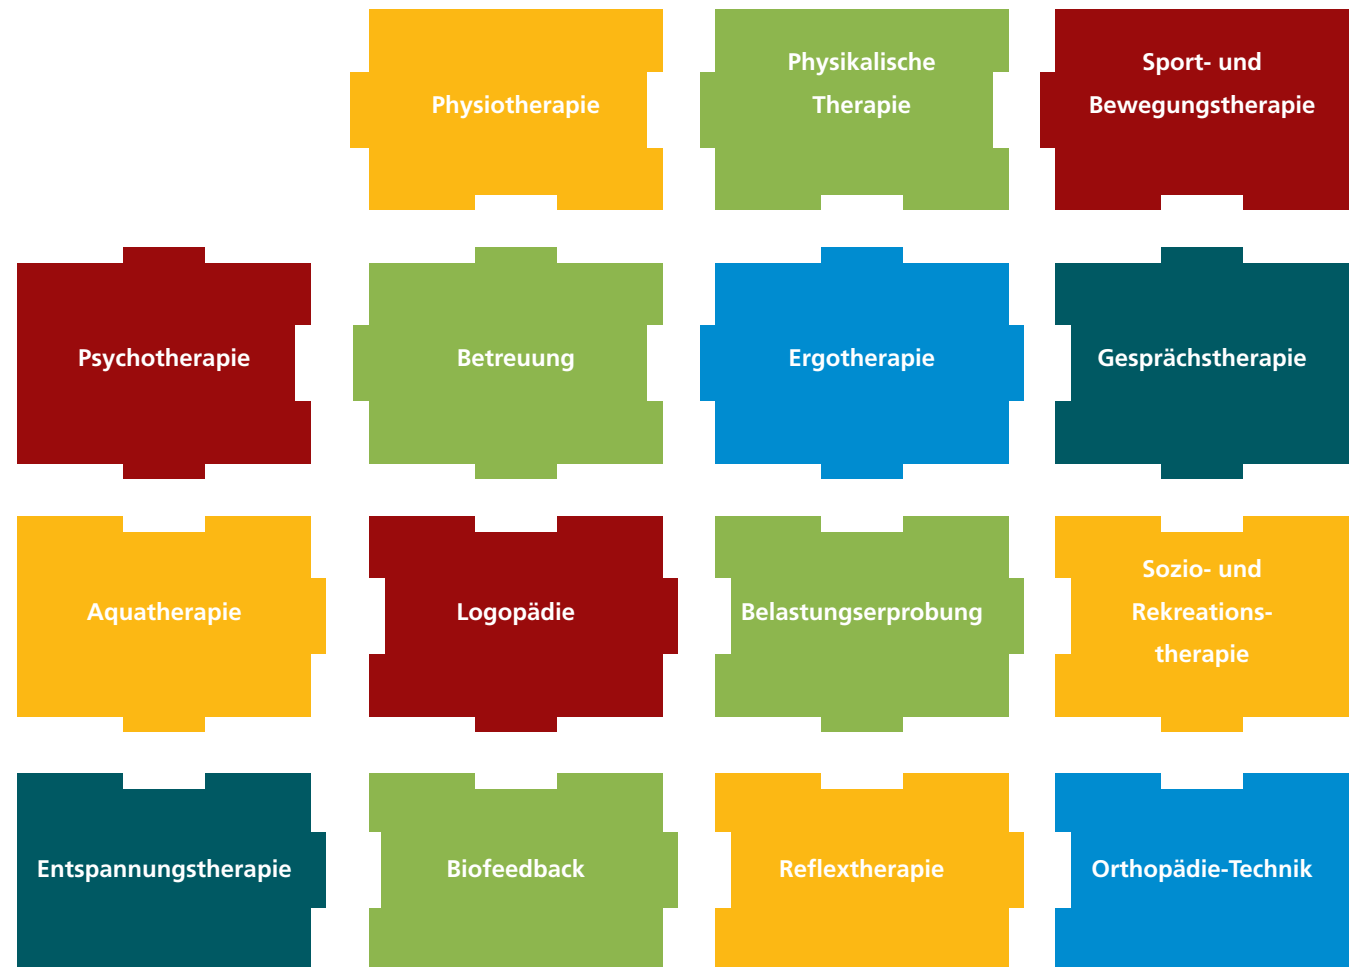 Physiotherapie
Physikalische
Therapie
Sport- und
Bewegungstherapie
Psychotherapie
Betreuung
Ergotherapie
Gesprächstherapie
Aquatherapie
Logopädie
Belastungserprobung
Sozio- und
Rekreations-
therapie
Entspannungstherapie
Biofeedback
Reflextherapie
Orthopädie-Technik